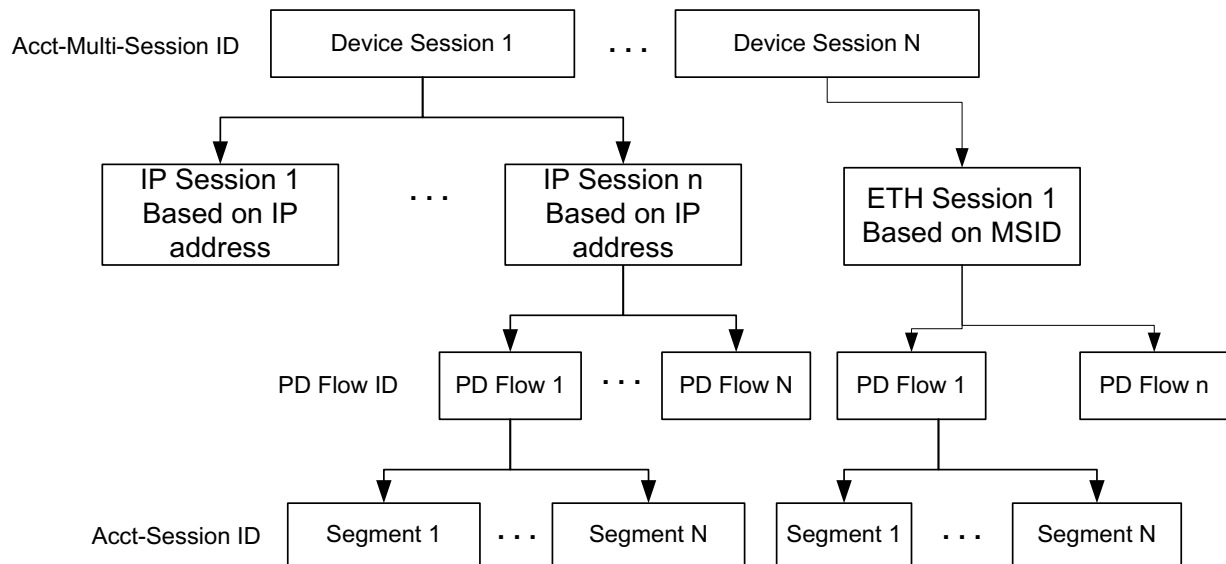 Acct-Multi-Session ID
Device Session 1
. . .
Device Session N
IP Session 1
Based on IP
address
. . .
IP Session n
Based on IP
address
ETH Session 1
Based on MSID
PD Flow ID
PD Flow 1
. . .
PD Flow N
PD Flow 1
PD Flow n
Acct-Session ID
Segment 1
. . .
Segment N
Segment 1
. . .
Segment N